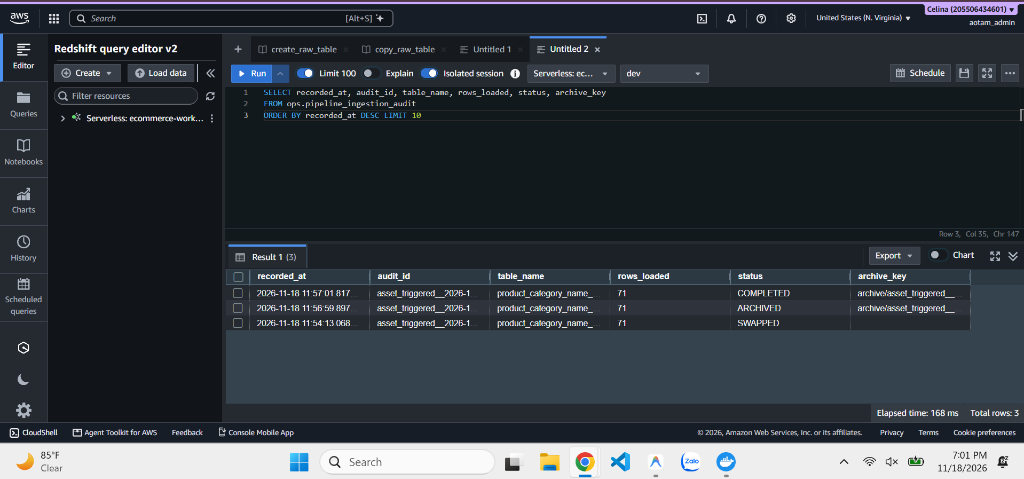 aws
Search
[Alt+S]
United States (N. Virginia)
Celina (205506434601)
aotam_admin
Editor
Queries
Notebooks
Charts
History
Scheduled queries
Redshift query editor v2
Create
Load data
Filter resources
Serverless: ecommerce-work...
create_raw_table
copy_raw_table
Untitled 1
Untitled 2
Run
Limit 100
Explain
Isolated session
Serverless: ec...
dev
Schedule
1 SELECT recorded_at, audit_id, table_name, rows_loaded, status, archive_key
2 FROM ops.pipeline_ingestion_audit
3 ORDER BY recorded_at DESC LIMIT 10
Row 3, Col 35, Chr 147
Result 1 (3)
Export
Chart
recorded_at audit_id table_name rows_loaded status archive_key
2026-11-18 11:57:01.817... asset_triggered__2026-1... product_category_name_... 71 COMPLETED archive/asset_triggered__...
2026-11-18 11:56:59.897... asset_triggered__2026-1... product_category_name_... 71 ARCHIVED archive/asset_triggered__...
2026-11-18 11:54:13.068... asset_triggered__2026-1... product_category_name_... 71 SWAPPED
Elapsed time: 168 ms Total rows: 3
CloudShell
Agent Toolkit for AWS
Feedback
Console Mobile App
© 2026, Amazon Web Services, Inc. or its affiliates.
Privacy
Terms
Cookie preferences
85°F
Clear
Search
Zalo
7:01 PM
11/18/2026